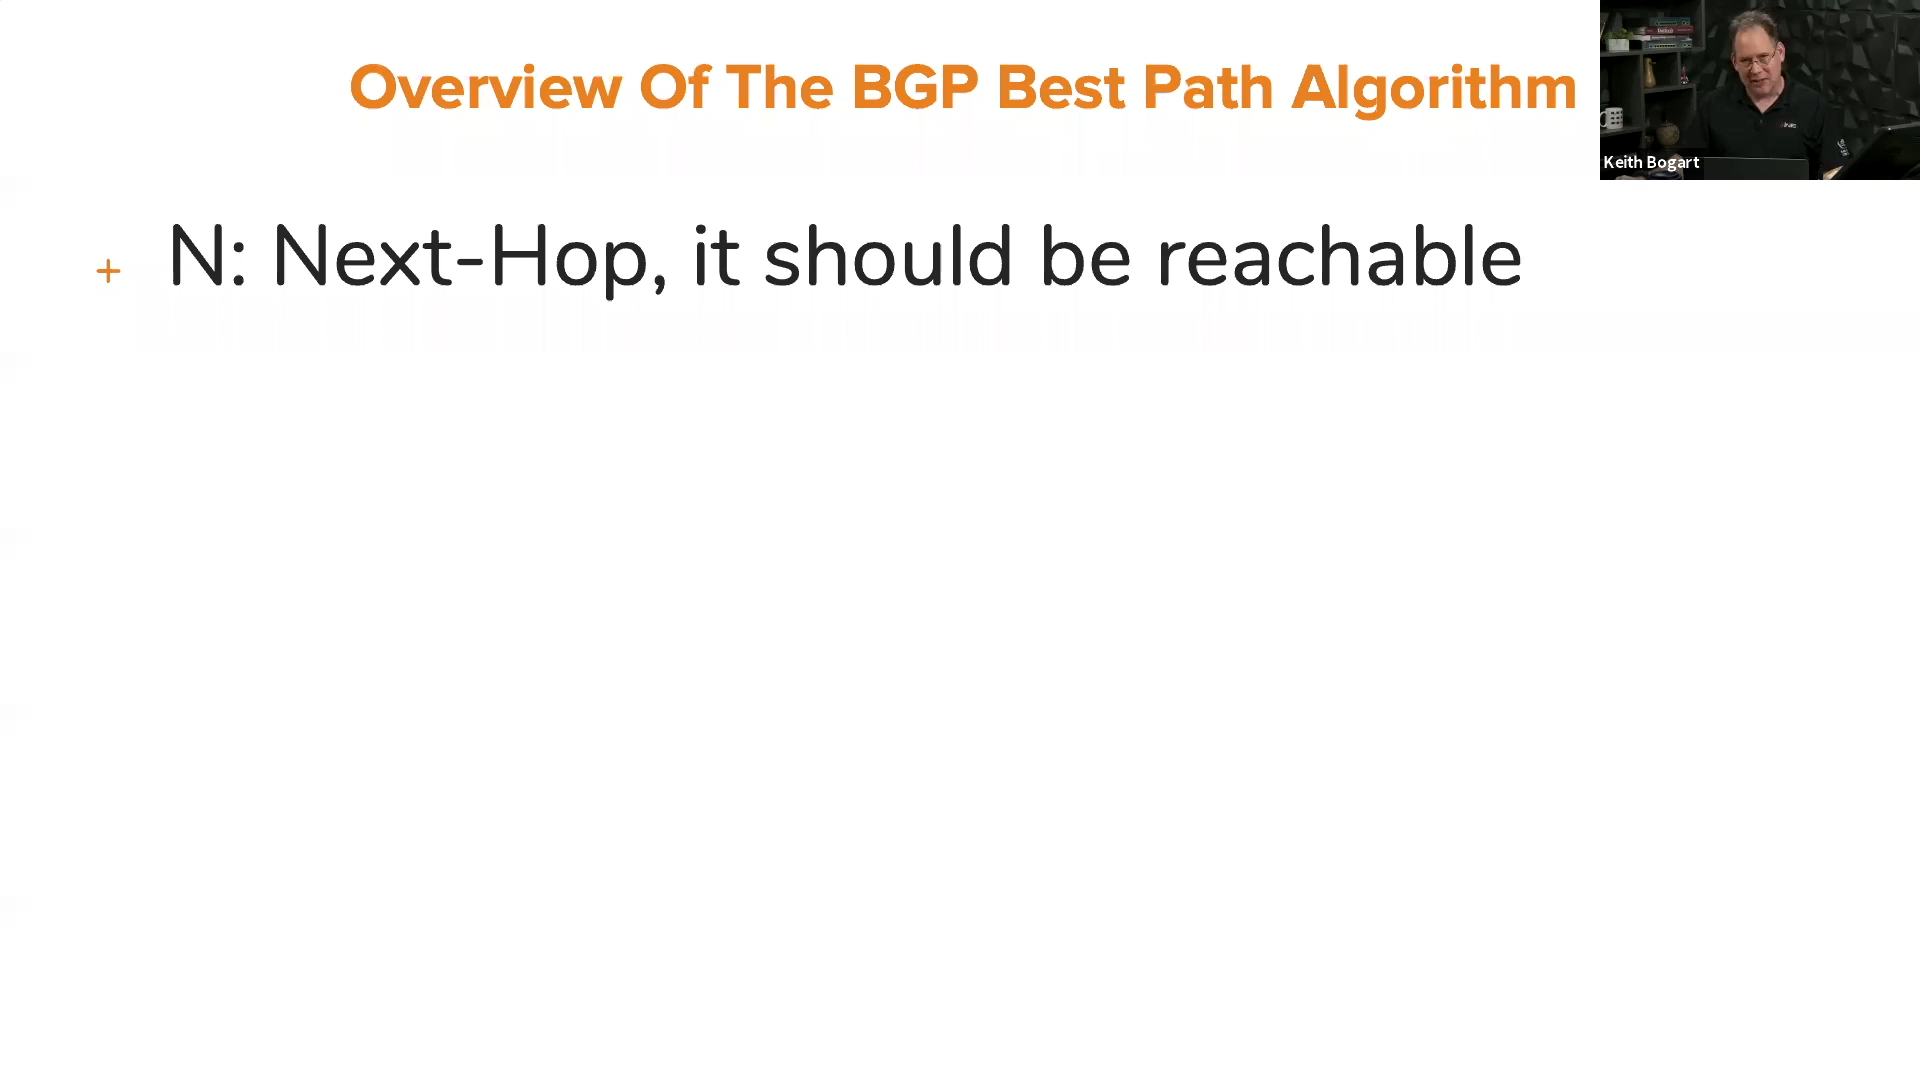 Overview Of The BGP Best Path Algorithm
+ N: Next-Hop, it should be reachable
Keith Bogart